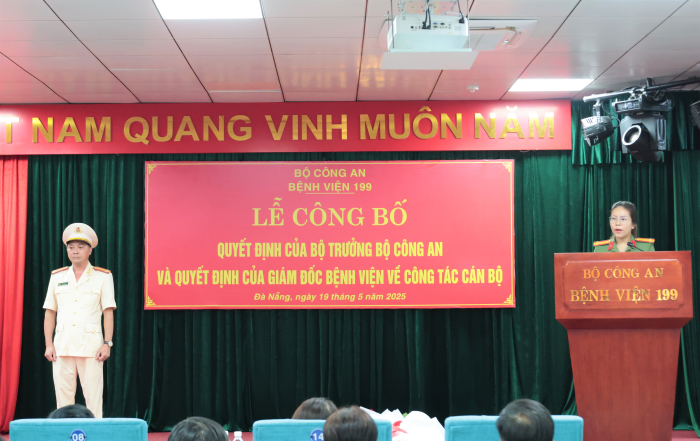 T NAM QUANG VINH MUÔN NĂM
BỘ CÔNG AN
BỆNH VIỆN 199
LỄ CÔNG BỐ
QUYẾT ĐỊNH CỦA BỘ TRƯỞNG BỘ CÔNG AN
VÀ QUYẾT ĐỊNH CỦA GIÁM ĐỐC BỆNH VIỆN VỀ CÔNG TÁC CÁN BỘ
Đà Nẵng, ngày 19 tháng 5 năm 2025
BỘ CÔNG AN
BỆNH VIỆN 199
08
14